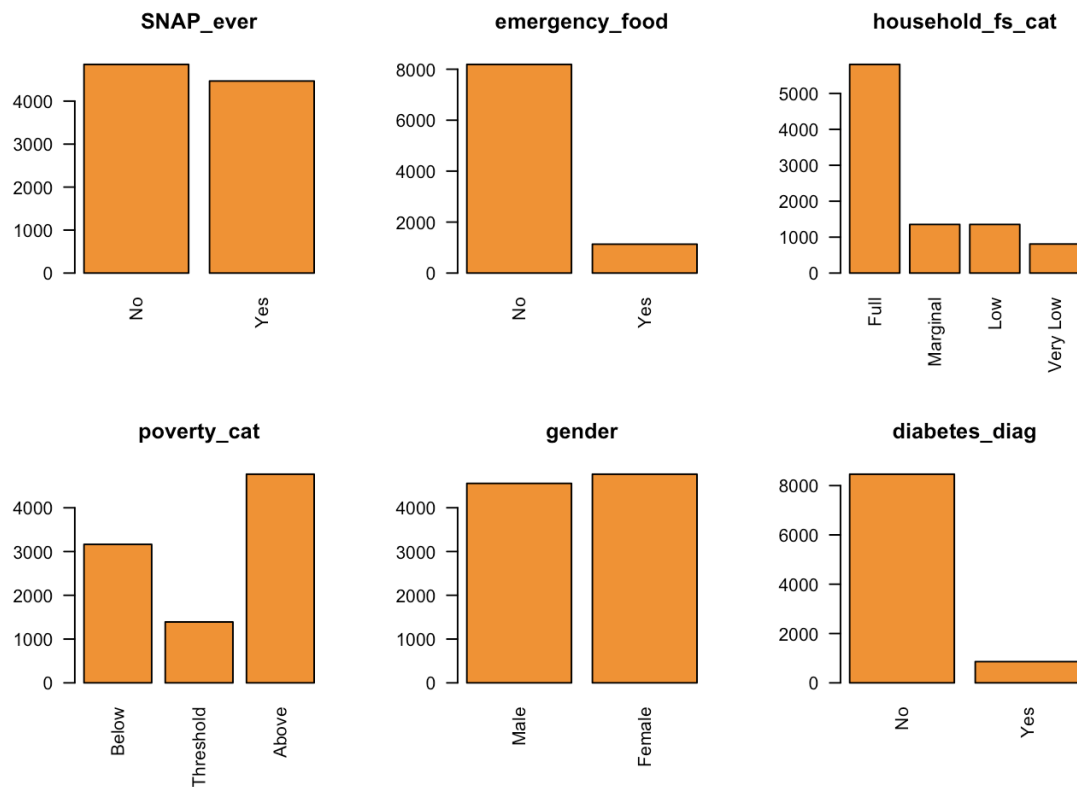 SNAP_ever
4000
3000
2000
1000
0
No
Yes
emergency_food
8000
6000
4000
2000
0
No
Yes
household_fs_cat
5000
4000
3000
2000
1000
0
Full
Marginal
Low
Very Low
poverty_cat
4000
3000
2000
1000
0
Below
Threshold
Above
gender
4000
3000
2000
1000
0
Male
Female
diabetes_diag
8000
6000
4000
2000
0
No
Yes